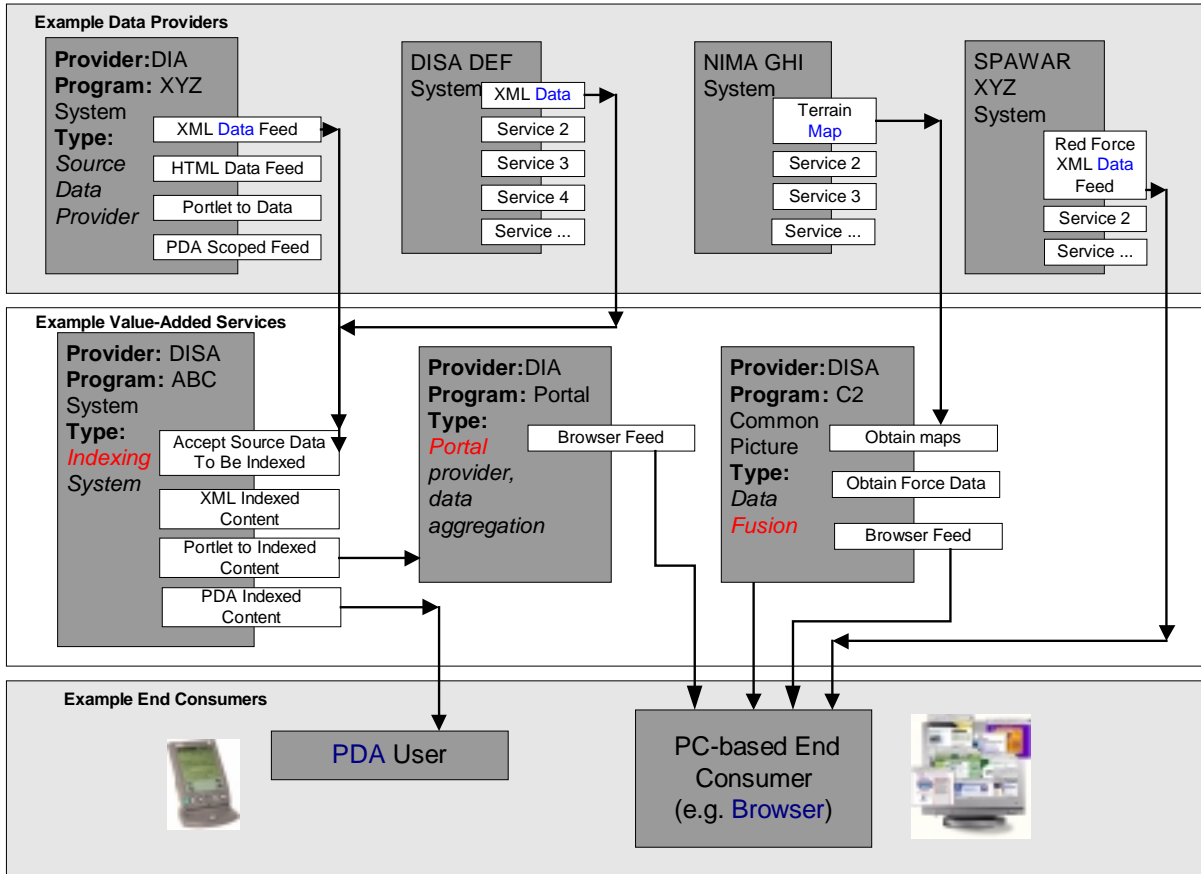 Example Data Providers
Provider:DIA
Program: XYZ
System
Type:
Source
Data
Provider
XML Data Feed
HTML Data Feed
Portlet to Data
PDA Scoped Feed
DISA DEF
System
XML Data
Service 2
Service 3
Service 4
Service ...
NIMA GHI
System
Terrain
Map
Service 2
Service 3
Service ...
SPAWAR
XYZ
System
Red Force
XML Data
Feed
Service 2
Service ...
Example Value-Added Services
Provider: DISA
Program: ABC
System
Type:
Indexing
System
Accept Source Data
To Be Indexed
XML Indexed
Content
Portlet to Indexed
Content
PDA Indexed
Content
Provider:DIA
Program: Portal
Type:
Portal
provider,
data
aggregation
Browser Feed
Provider:DISA
Program: C2
Common
Picture
Type:
Data
Fusion
Obtain maps
Obtain Force Data
Browser Feed
Example End Consumers
PDA User
PC-based End
Consumer
(e.g. Browser)